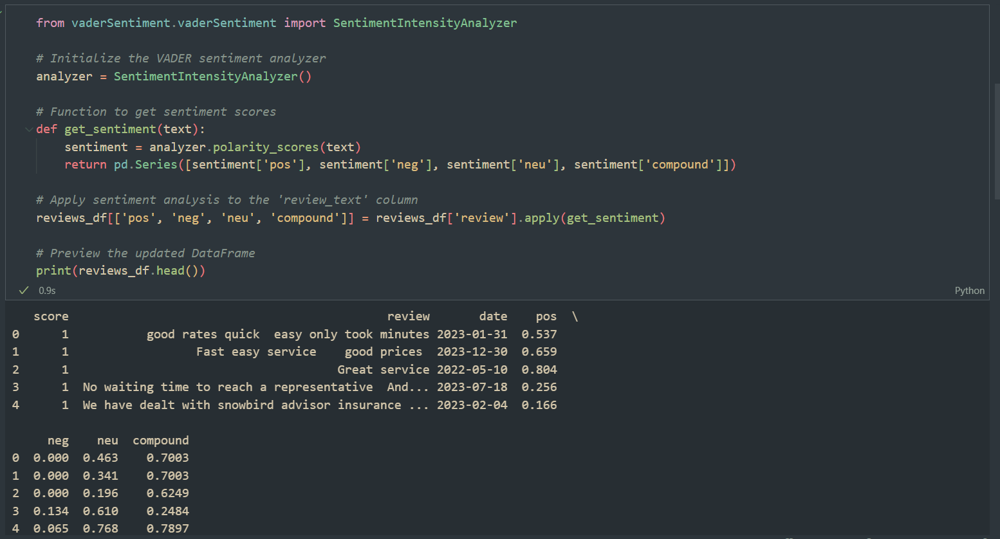 from vaderSentiment.vaderSentiment import SentimentIntensityAnalyzer
# Initialize the VADER sentiment analyzer
analyzer = SentimentIntensityAnalyzer()
# Function to get sentiment scores
def get_sentiment(text):
    sentiment = analyzer.polarity_scores(text)
    return pd.Series([sentiment['pos'], sentiment['neg'], sentiment['neu'], sentiment['compound']])
# Apply sentiment analysis to the 'review_text' column
reviews_df[['pos', 'neg', 'neu', 'compound']] = reviews_df['review'].apply(get_sentiment)
# Preview the updated DataFrame
print(reviews_df.head())
0.9s Python
   score                                             review       date    pos  \
0      1           good rates quick  easy only took minutes 2023-01-31  0.537
1      1                  Fast easy service    good prices  2023-12-30  0.659
2      1                                      Great service 2022-05-10  0.804
3      1  No waiting time to reach a representative  And... 2023-07-18  0.256
4      1  We have dealt with snowbird advisor insurance ... 2023-02-04  0.166
     neg    neu  compound
0  0.000  0.463    0.7003
1  0.000  0.341    0.7003
2  0.000  0.196    0.6249
3  0.134  0.610    0.2484
4  0.065  0.768    0.7897